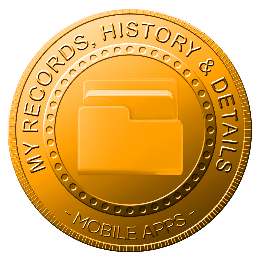 MY RECORDS, HISTORY & DETAILS
- MOBILE APPS -